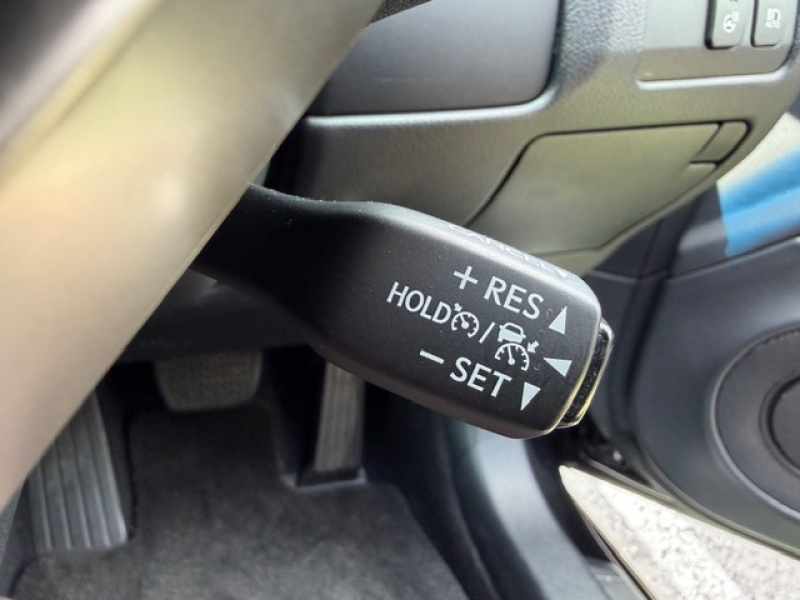 + RES ▲
HOLD /
− SET ▼